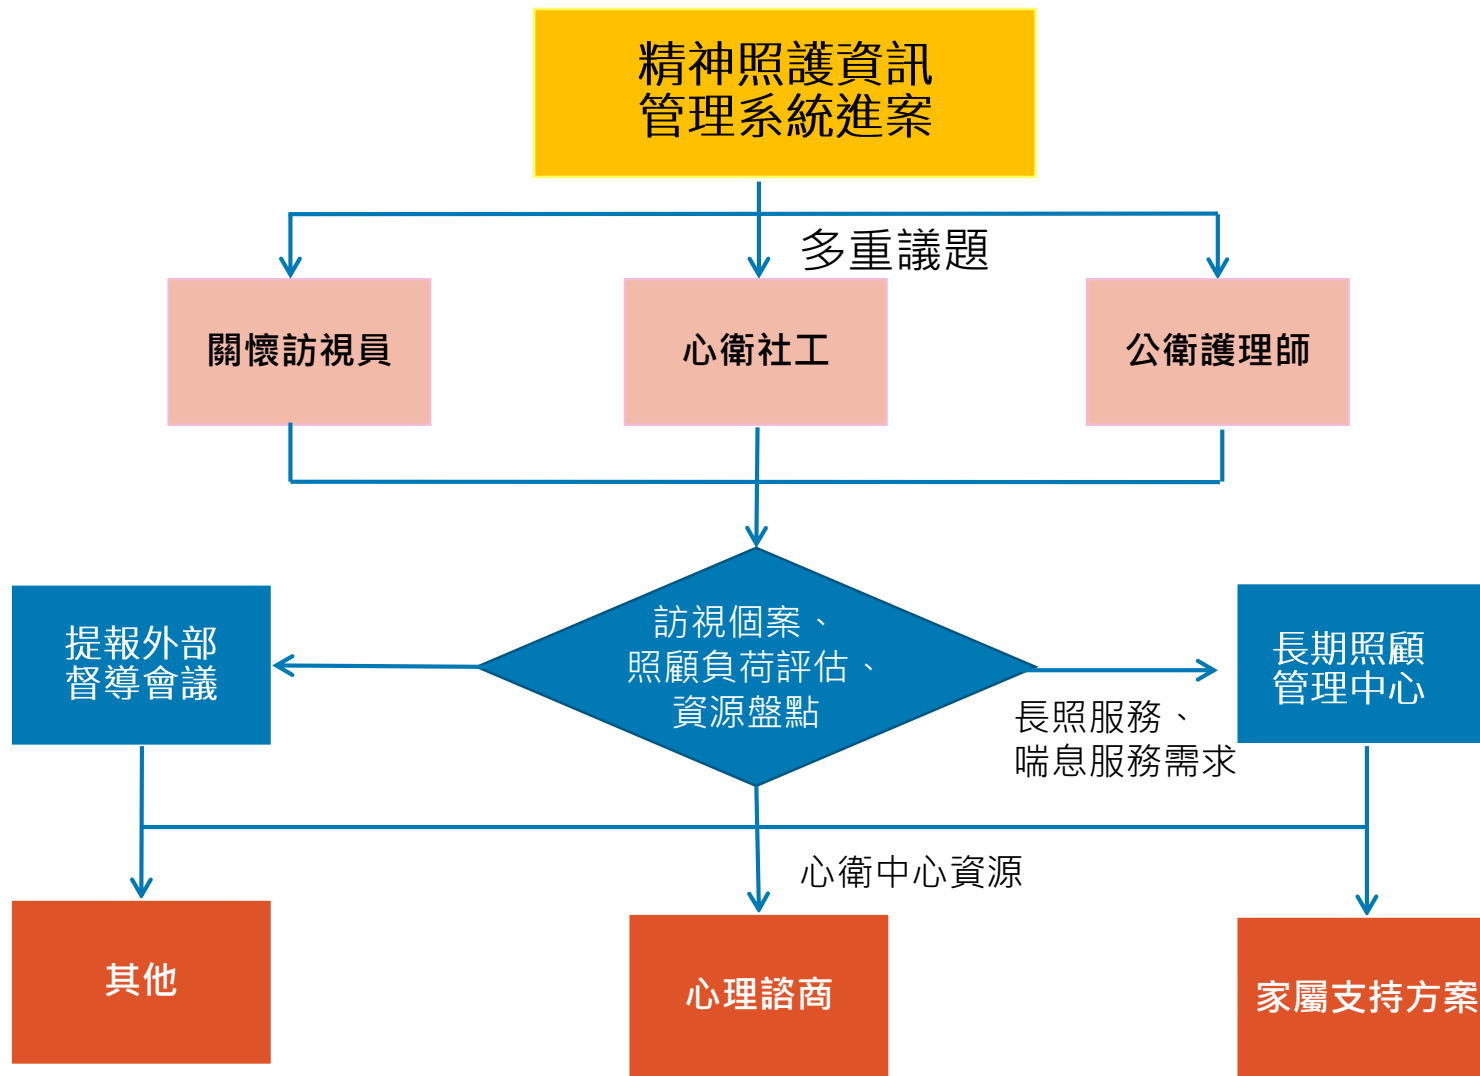 精神照護資訊
管理系統進案
多重議題
關懷訪視員
心衛社工
公衛護理師
提報外部
督導會議
訪視個案、
照顧負荷評估、
資源盤點
長期照顧
管理中心
長照服務、
喘息服務需求
心衛中心資源
其他
心理諮商
家屬支持方案